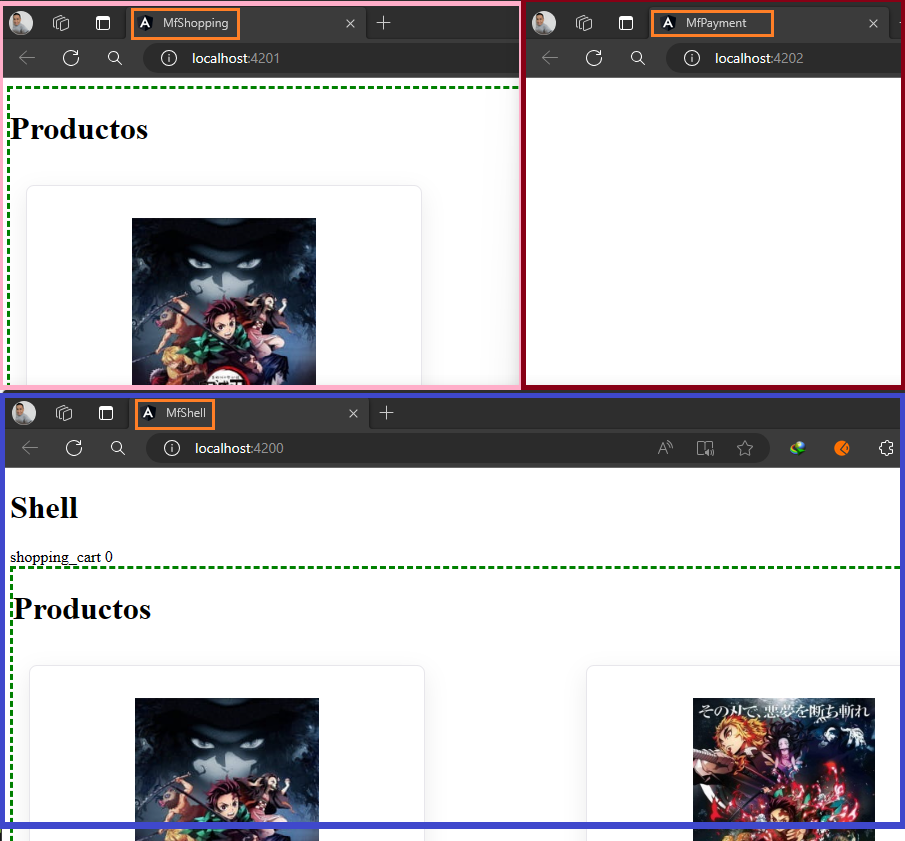 MfShopping
localhost:4201
Productos
MfPayment
localhost:4202
MfShell
localhost:4200
Shell
shopping_cart 0
Productos
その刃で、悪夢を断ち斬れ